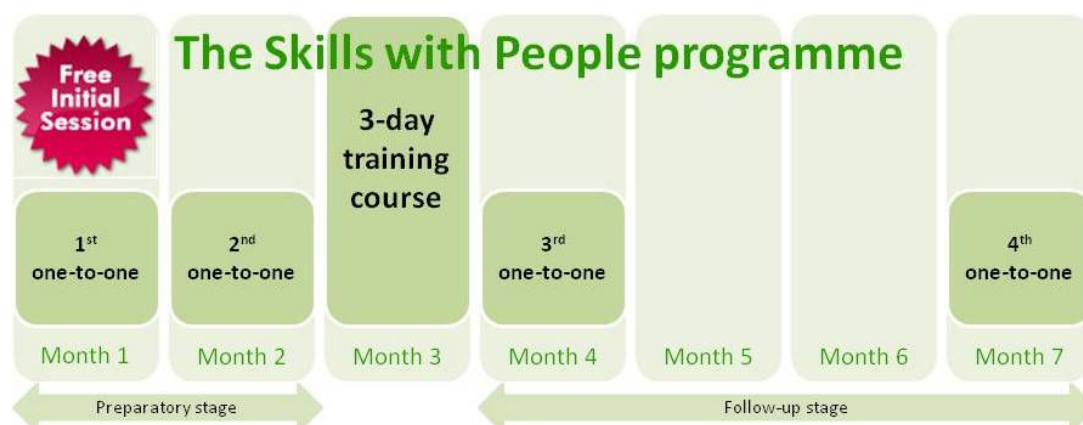 The Skills with People programme
Free
Initial
Session
3-day
training
course
1st
one-to-one
2nd
one-to-one
3rd
one-to-one
4th
one-to-one
Month 1
Month 2
Month 3
Month 4
Month 5
Month 6
Month 7
Preparatory stage
Follow-up stage